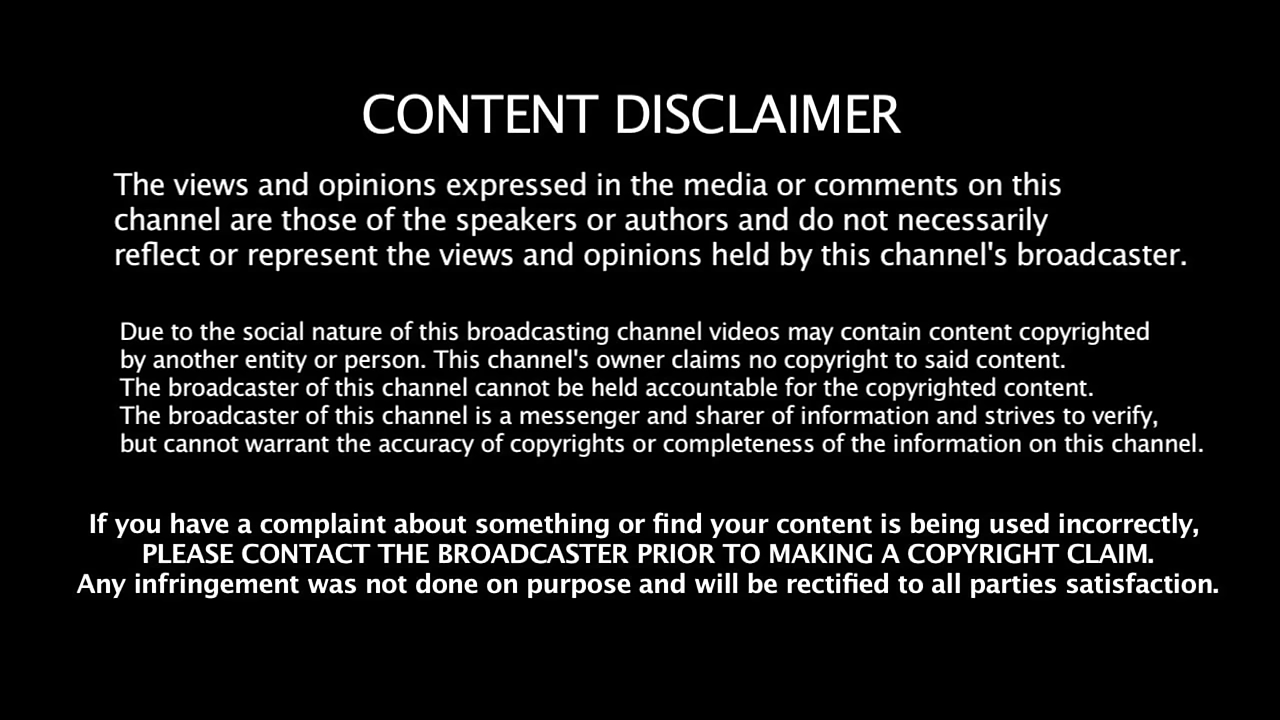 CONTENT DISCLAIMER
The views and opinions expressed in the media or comments on this
channel are those of the speakers or authors and do not necessarily
reflect or represent the views and opinions held by this channel's broadcaster.
Due to the social nature of this broadcasting channel videos may contain content copyrighted
by another entity or person. This channel's owner claims no copyright to said content.
The broadcaster of this channel cannot be held accountable for the copyrighted content.
The broadcaster of this channel is a messenger and sharer of information and strives to verify,
but cannot warrant the accuracy of copyrights or completeness of the information on this channel.
If you have a complaint about something or find your content is being used incorrectly,
PLEASE CONTACT THE BROADCASTER PRIOR TO MAKING A COPYRIGHT CLAIM.
Any infringement was not done on purpose and will be rectified to all parties satisfaction.